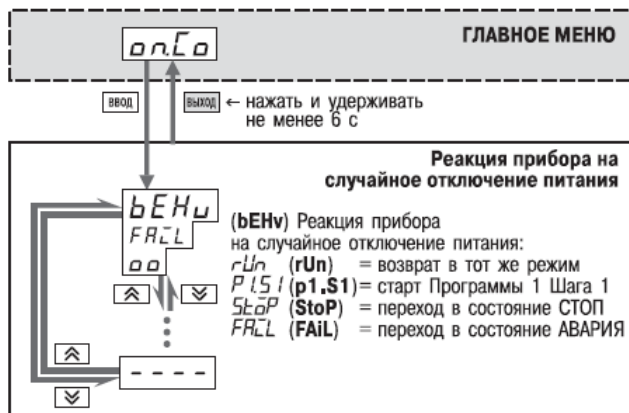 ГЛАВНОЕ МЕНЮ
on.Co
ВВОД
ВЫХОД ← нажать и удерживать
не менее 6 с
Реакция прибора на
случайное отключение питания
bEHv
FAiL
oo
(bEHv) Реакция прибора
на случайное отключение питания:
rUn (rUn) = возврат в тот же режим
P1.S1 (p1.S1)= старт Программы 1 Шага 1
StoP (StoP) = переход в состояние СТОП
FAiL (FAiL) = переход в состояние АВАРИЯ
- - - -